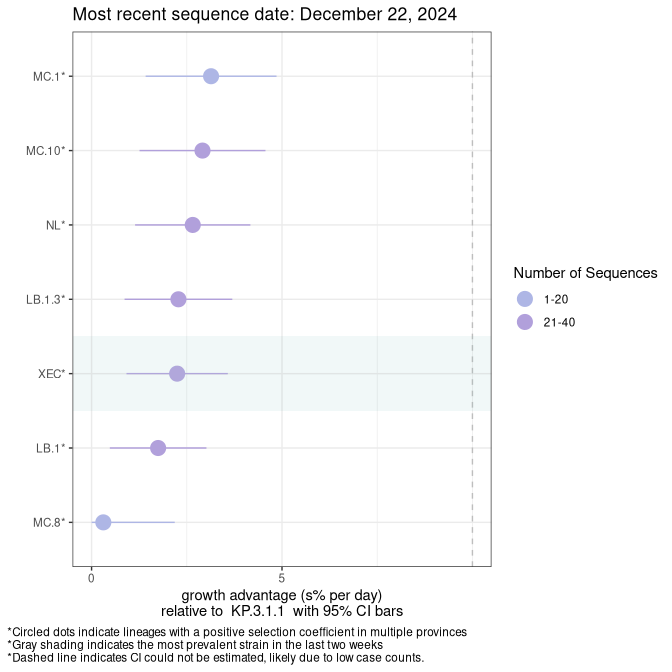 Most recent sequence date: December 22, 2024
MC.1*
MC.10*
NL*
LB.1.3*
XEC*
LB.1*
MC.8*
0 5
growth advantage (s% per day)
relative to KP.3.1.1 with 95% CI bars
Number of Sequences
1-20
21-40
*Circled dots indicate lineages with a positive selection coefficient in multiple provinces
*Gray shading indicates the most prevalent strain in the last two weeks
*Dashed line indicates CI could not be estimated, likely due to low case counts.